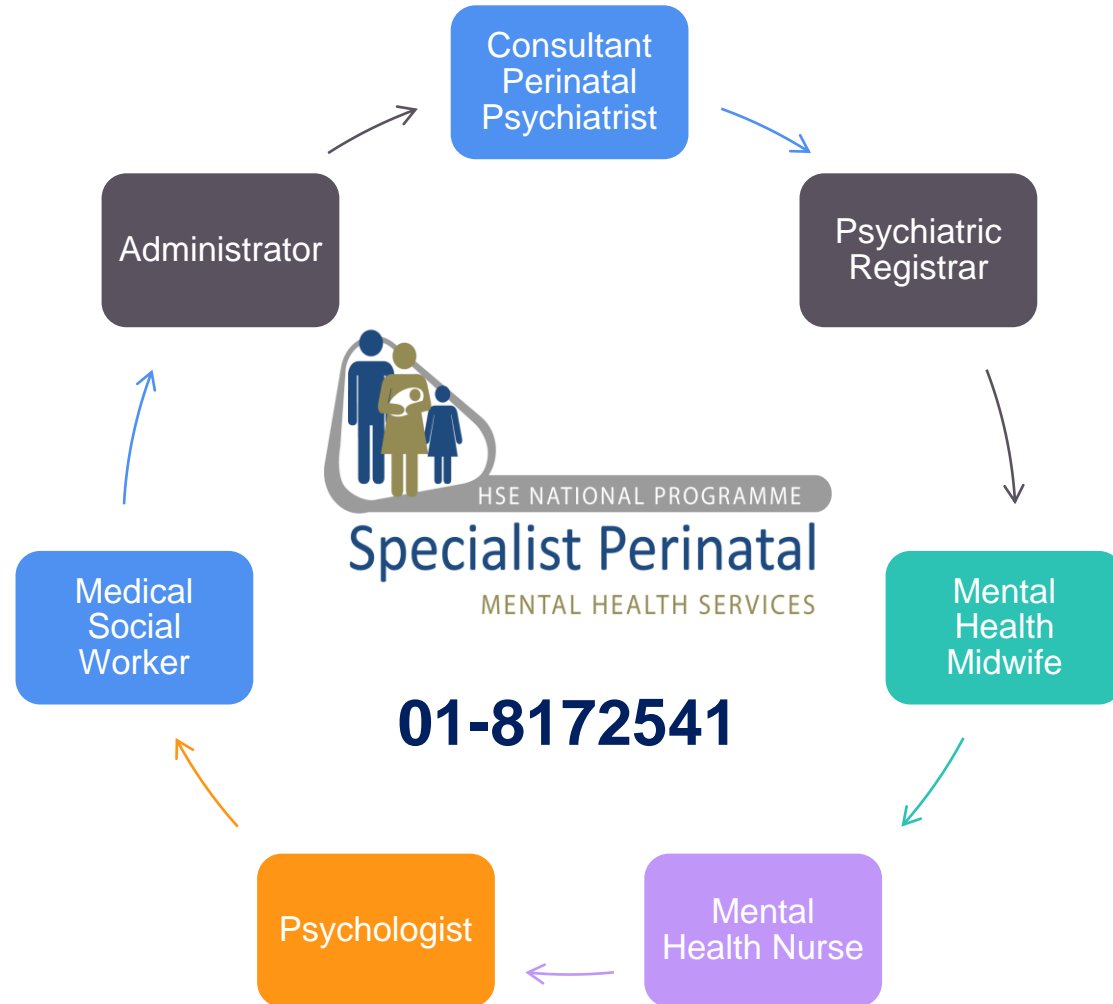 Consultant
Perinatal
Psychiatrist
Psychiatric
Registrar
Mental
Health
Midwife
Mental
Health Nurse
Psychologist
Medical
Social
Worker
Administrator
HSE NATIONAL PROGRAMME
Specialist Perinatal
MENTAL HEALTH SERVICES
01-8172541